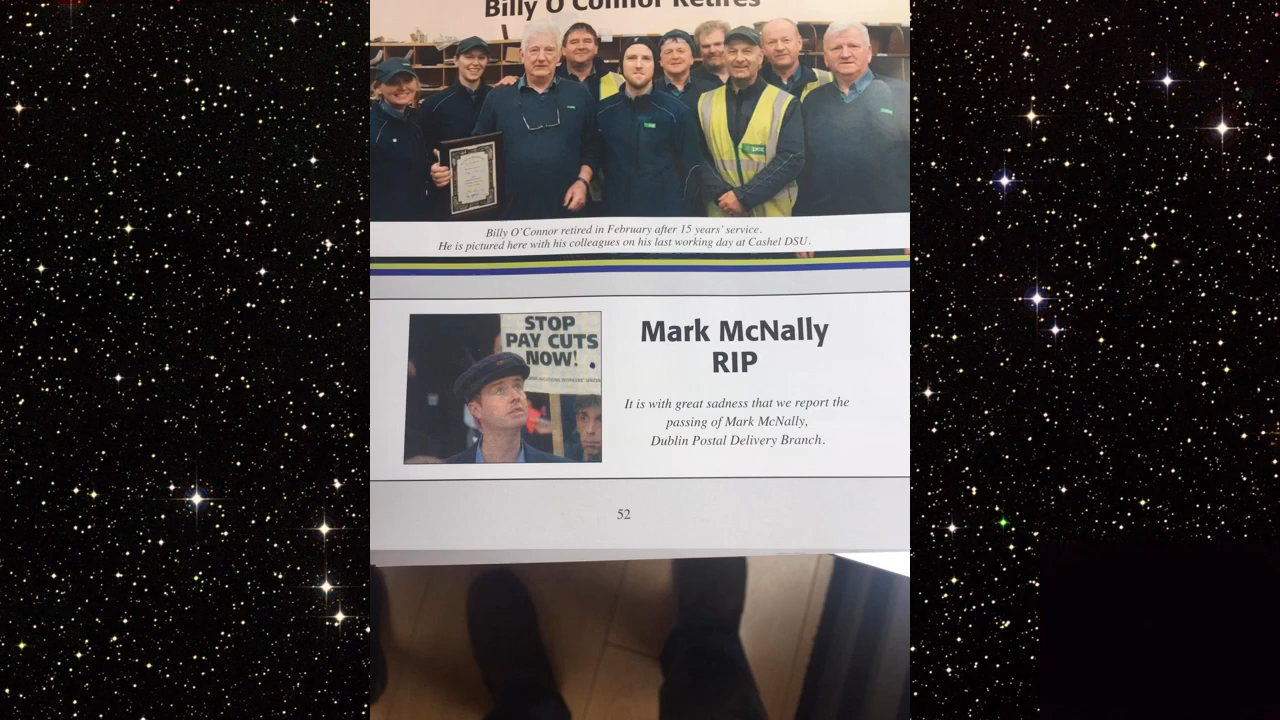 Billy O'Connor Retires
Billy O'Connor retired in February after 15 years' service.
He is pictured here with his colleagues on his last working day at Cashel DSU.
STOP
PAY CUTS
NOW!
Mark McNally
RIP
It is with great sadness that we report the
passing of Mark McNally,
Dublin Postal Delivery Branch.
52